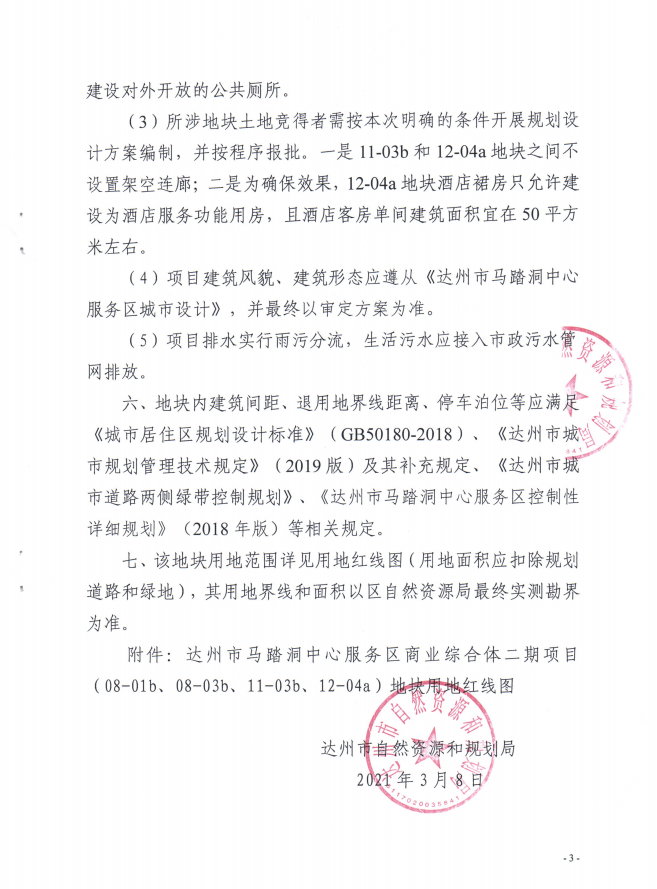 建设对外开放的公共厕所。
（3）所涉地块土地竞得者需按本次明确的条件开展规划设
计方案编制，并按程序报批。一是 11-03b 和 12-04a 地块之间不
设置架空连廊；二是为确保效果，12-04a 地块酒店裙房只允许建
设为酒店服务功能用房，且酒店客房单间建筑面积宜在 50 平方
米左右。
（4）项目建筑风貌、建筑形态应遵从《达州市马踏洞中心
服务区城市设计》，并最终以审定方案为准。
（5）项目排水实行雨污分流，生活污水应接入市政污水管
网排放。
六、地块内建筑间距、退用地界线距离、停车泊位等应满足
《城市居住区规划设计标准》（GB50180-2018）、《达州市城
市规划管理技术规定》（2019 版）及其补充规定、《达州市城
市道路两侧绿带控制规划》、《达州市马踏洞中心服务区控制性
详细规划》（2018 年版）等相关规定。
七、该地块用地范围详见用地红线图（用地面积应扣除规划
道路和绿地），其用地界线和面积以区自然资源局最终实测勘界
为准。
附件：达州市马踏洞中心服务区商业综合体二期项目
（08-01b、08-03b、11-03b、12-04a）地块用地红线图
达州市自然资源和规划局
2021 年 3 月 8 日
达州市自然资源和规划局
5117020035841
然资源和规划局
- 3 -